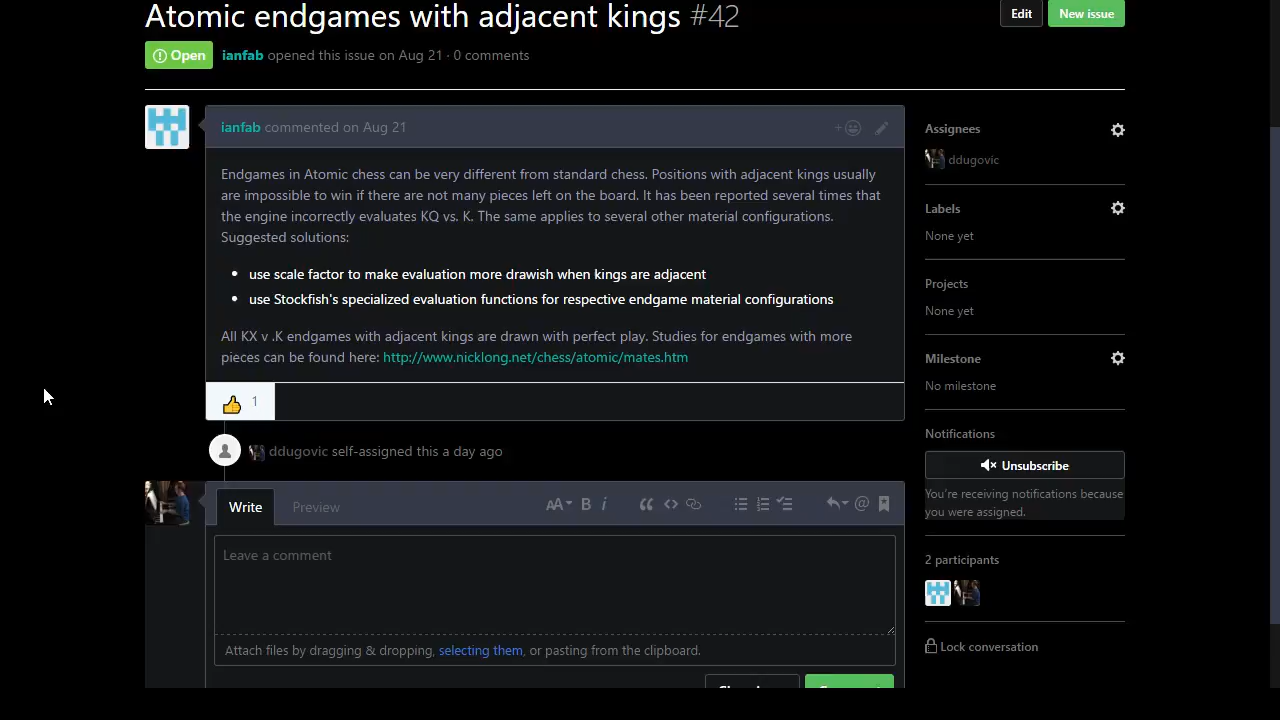 Atomic endgames with adjacent kings #42
Edit
New issue
Open
ianfab opened this issue on Aug 21 · 0 comments
ianfab commented on Aug 21
Endgames in Atomic chess can be very different from standard chess. Positions with adjacent kings usually
are impossible to win if there are not many pieces left on the board. It has been reported several times that
the engine incorrectly evaluates KQ vs. K. The same applies to several other material configurations.
Suggested solutions:
• use scale factor to make evaluation more drawish when kings are adjacent
• use Stockfish's specialized evaluation functions for respective endgame material configurations
All KX v .K endgames with adjacent kings are drawn with perfect play. Studies for endgames with more
pieces can be found here: http://www.nicklong.net/chess/atomic/mates.htm
1
ddugovic self-assigned this a day ago
Write
Preview
AA
B
i
@
Leave a comment
Attach files by dragging & dropping, selecting them, or pasting from the clipboard.
Assignees
ddugovic
Labels
None yet
Projects
None yet
Milestone
No milestone
Notifications
Unsubscribe
You're receiving notifications because
you were assigned.
2 participants
Lock conversation